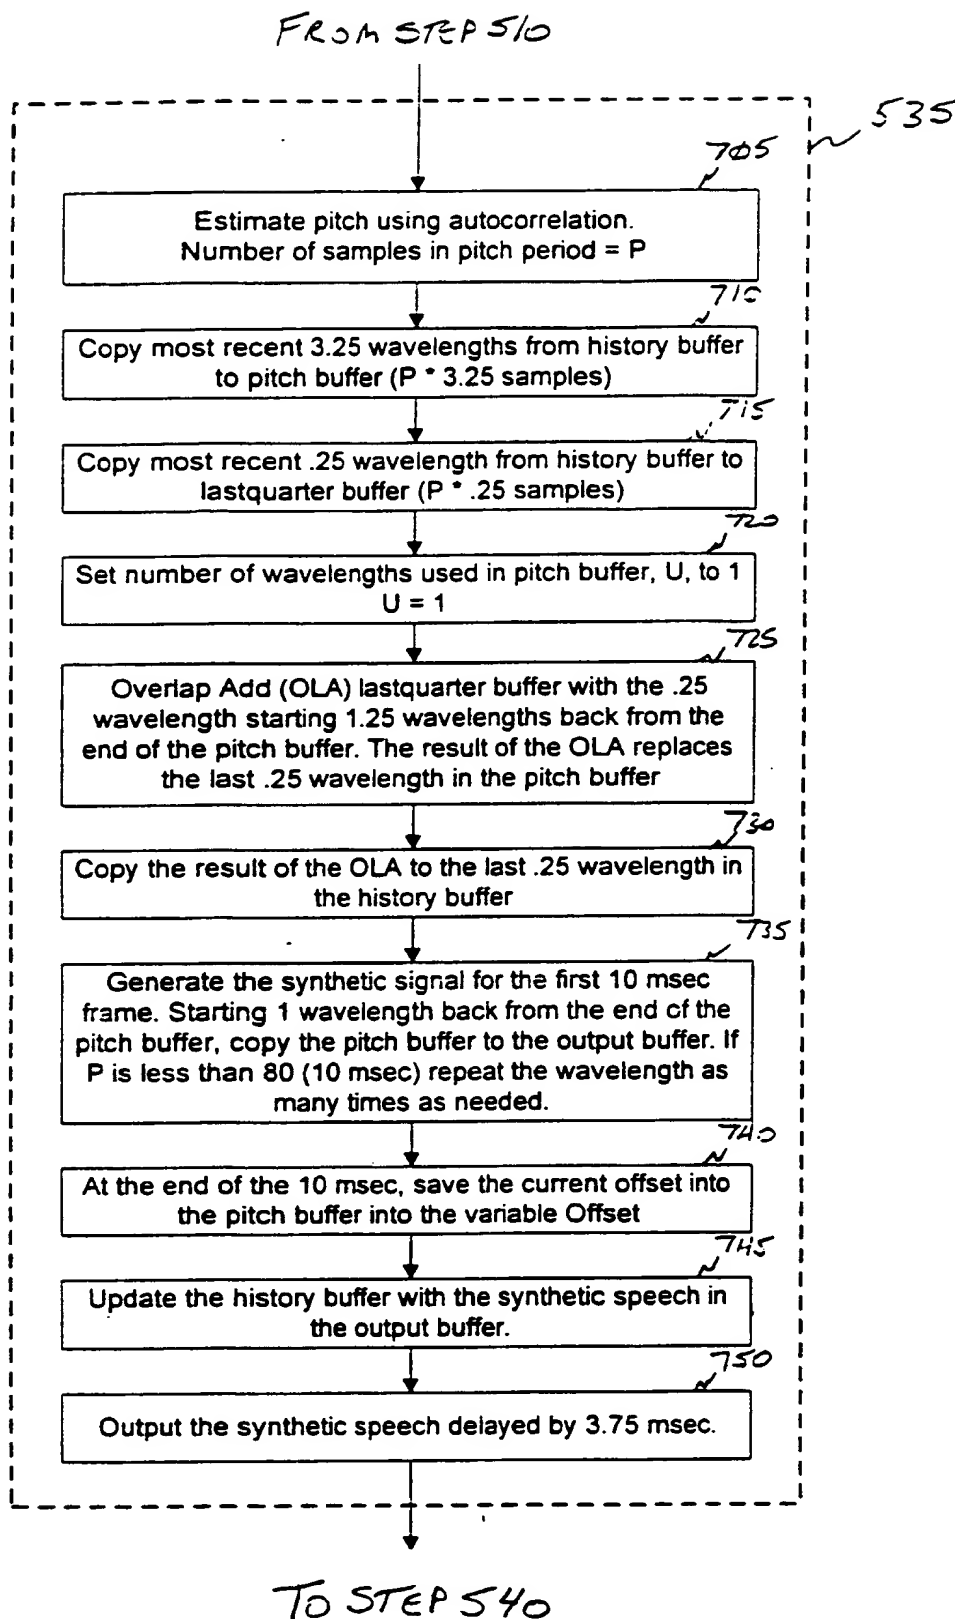 FROM STEP 510
535
705
Estimate pitch using autocorrelation.
Number of samples in pitch period = P
710
Copy most recent 3.25 wavelengths from history buffer
to pitch buffer (P * 3.25 samples)
715
Copy most recent .25 wavelength from history buffer to
lastquarter buffer (P * .25 samples)
720
Set number of wavelengths used in pitch buffer, U, to 1
U = 1
725
Overlap Add (OLA) lastquarter buffer with the .25
wavelength starting 1.25 wavelengths back from the
end of the pitch buffer. The result of the OLA replaces
the last .25 wavelength in the pitch buffer
730
Copy the result of the OLA to the last .25 wavelength in
the history buffer
735
Generate the synthetic signal for the first 10 msec
frame. Starting 1 wavelength back from the end of the
pitch buffer, copy the pitch buffer to the output buffer. If
P is less than 80 (10 msec) repeat the wavelength as
many times as needed.
740
At the end of the 10 msec, save the current offset into
the pitch buffer into the variable Offset
745
Update the history buffer with the synthetic speech in
the output buffer.
750
Output the synthetic speech delayed by 3.75 msec.
TO STEP 540